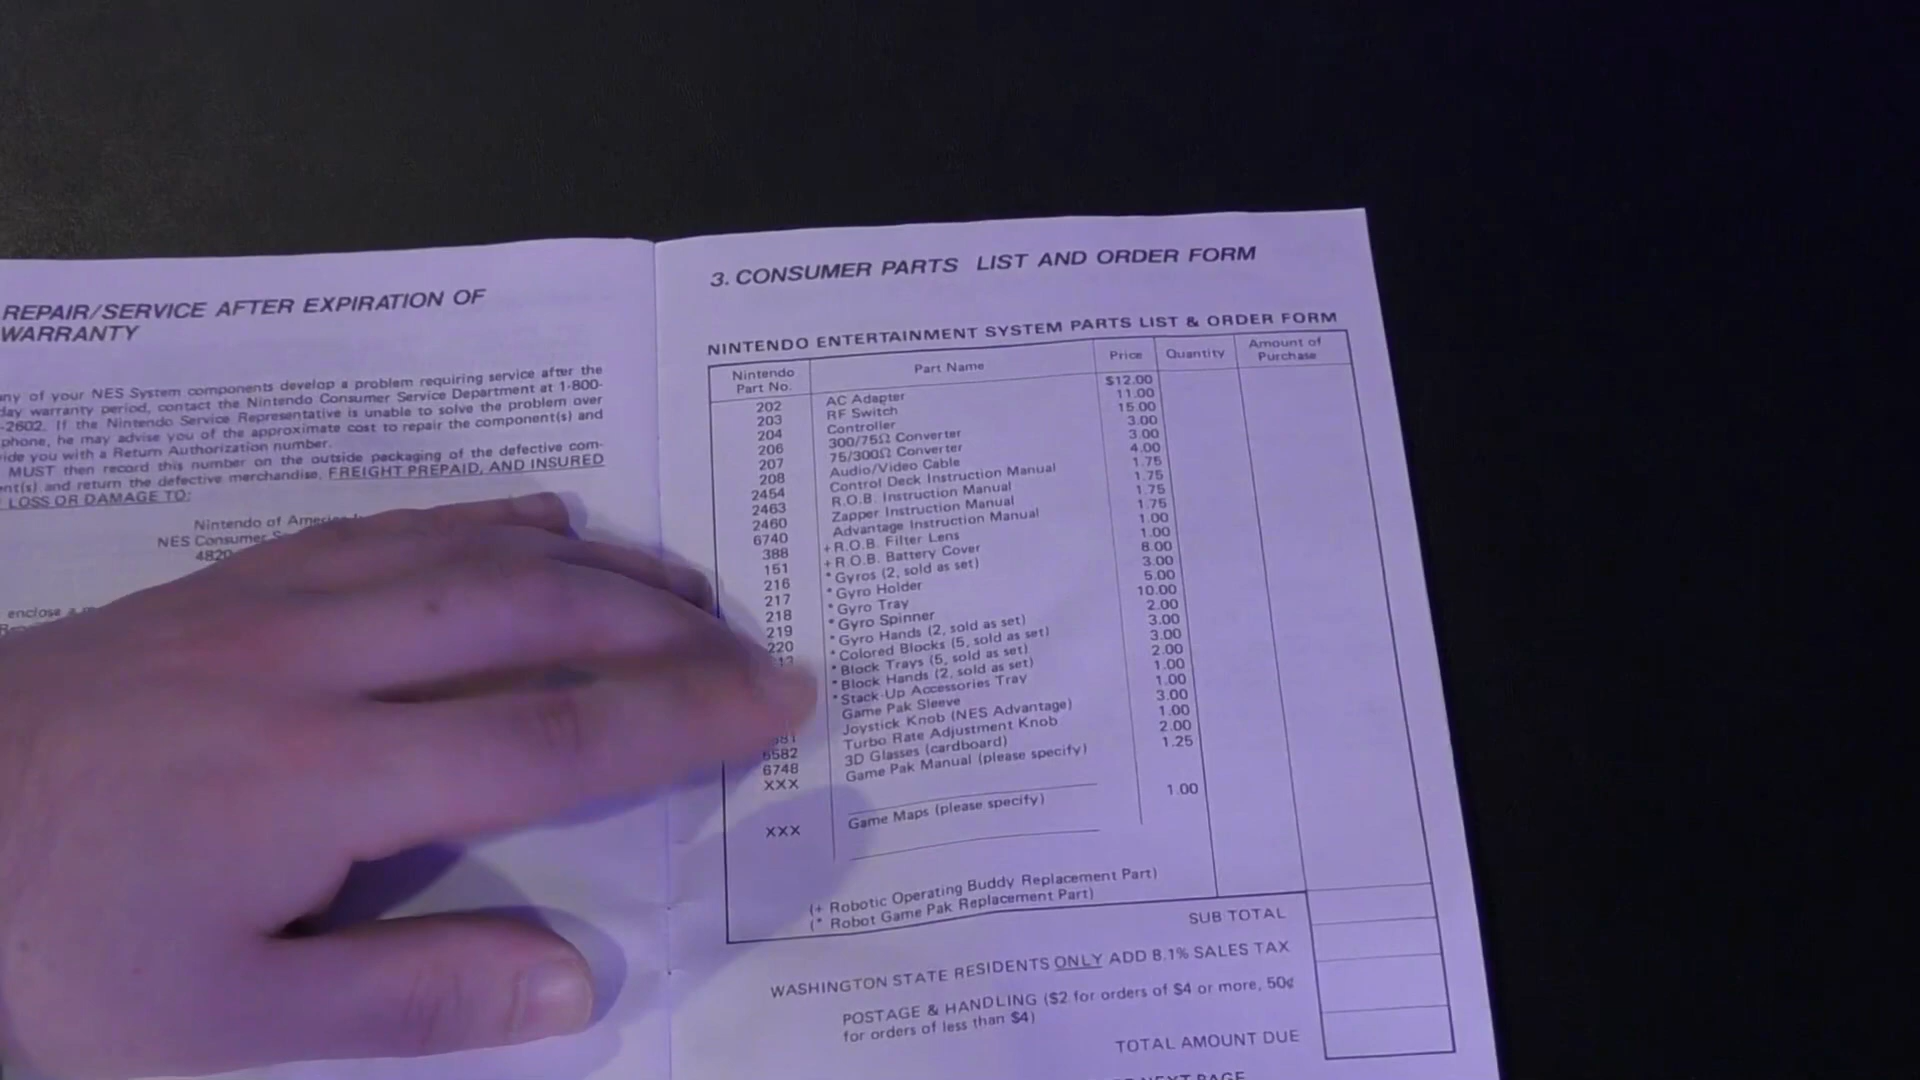 REPAIR/SERVICE AFTER EXPIRATION OF
WARRANTY
any of your NES System components develop a problem requiring service after the
day warranty period, contact the Nintendo Consumer Service Department at 1-800-
-2602. If the Nintendo Service Representative is unable to solve the problem over
phone, he may advise you of the approximate cost to repair the component(s) and
vide you with a Return Authorization number.
MUST then record this number on the outside packaging of the defective com-
ent(s) and return the defective merchandise, FREIGHT PREPAID, AND INSURED
LOSS OR DAMAGE TO:
Nintendo of America
NES Consumer
4820
enclose a
3. CONSUMER PARTS LIST AND ORDER FORM
NINTENDO ENTERTAINMENT SYSTEM PARTS LIST & ORDER FORM
Nintendo Part No. Part Name Price Quantity Amount of Purchase
202 AC Adapter $12.00
203 RF Switch 11.00
204 Controller 15.00
206 300/75Ω Converter 3.00
207 75/300Ω Converter 3.00
208 Audio/Video Cable 4.00
2454 Control Deck Instruction Manual 1.75
2463 R.O.B. Instruction Manual 1.75
2460 Zapper Instruction Manual 1.75
6740 Advantage Instruction Manual 1.75
388 +R.O.B. Filter Lens 1.00
151 +R.O.B. Battery Cover 1.00
216 *Gyros (2, sold as set) 8.00
217 *Gyro Holder 3.00
218 *Gyro Tray 5.00
219 *Gyro Spinner 10.00
220 *Gyro Hands (2, sold as set) 2.00
*Colored Blocks (5, sold as set) 3.00
*Block Trays (5, sold as set) 3.00
*Block Hands (2, sold as set) 2.00
*Stack-Up Accessories Tray 1.00
Game Pak Sleeve 1.00
Joystick Knob (NES Advantage) 3.00
6582 Turbo Rate Adjustment Knob 1.00
6748 3D Glasses (cardboard) 2.00
XXX Game Pak Manual (please specify) 1.25
XXX Game Maps (please specify) 1.00
(+ Robotic Operating Buddy Replacement Part)
(* Robot Game Pak Replacement Part)
SUB TOTAL
WASHINGTON STATE RESIDENTS ONLY ADD 8.1% SALES TAX
POSTAGE & HANDLING ($2 for orders of $4 or more, 50¢
for orders of less than $4)
TOTAL AMOUNT DUE
NEXT PAGE